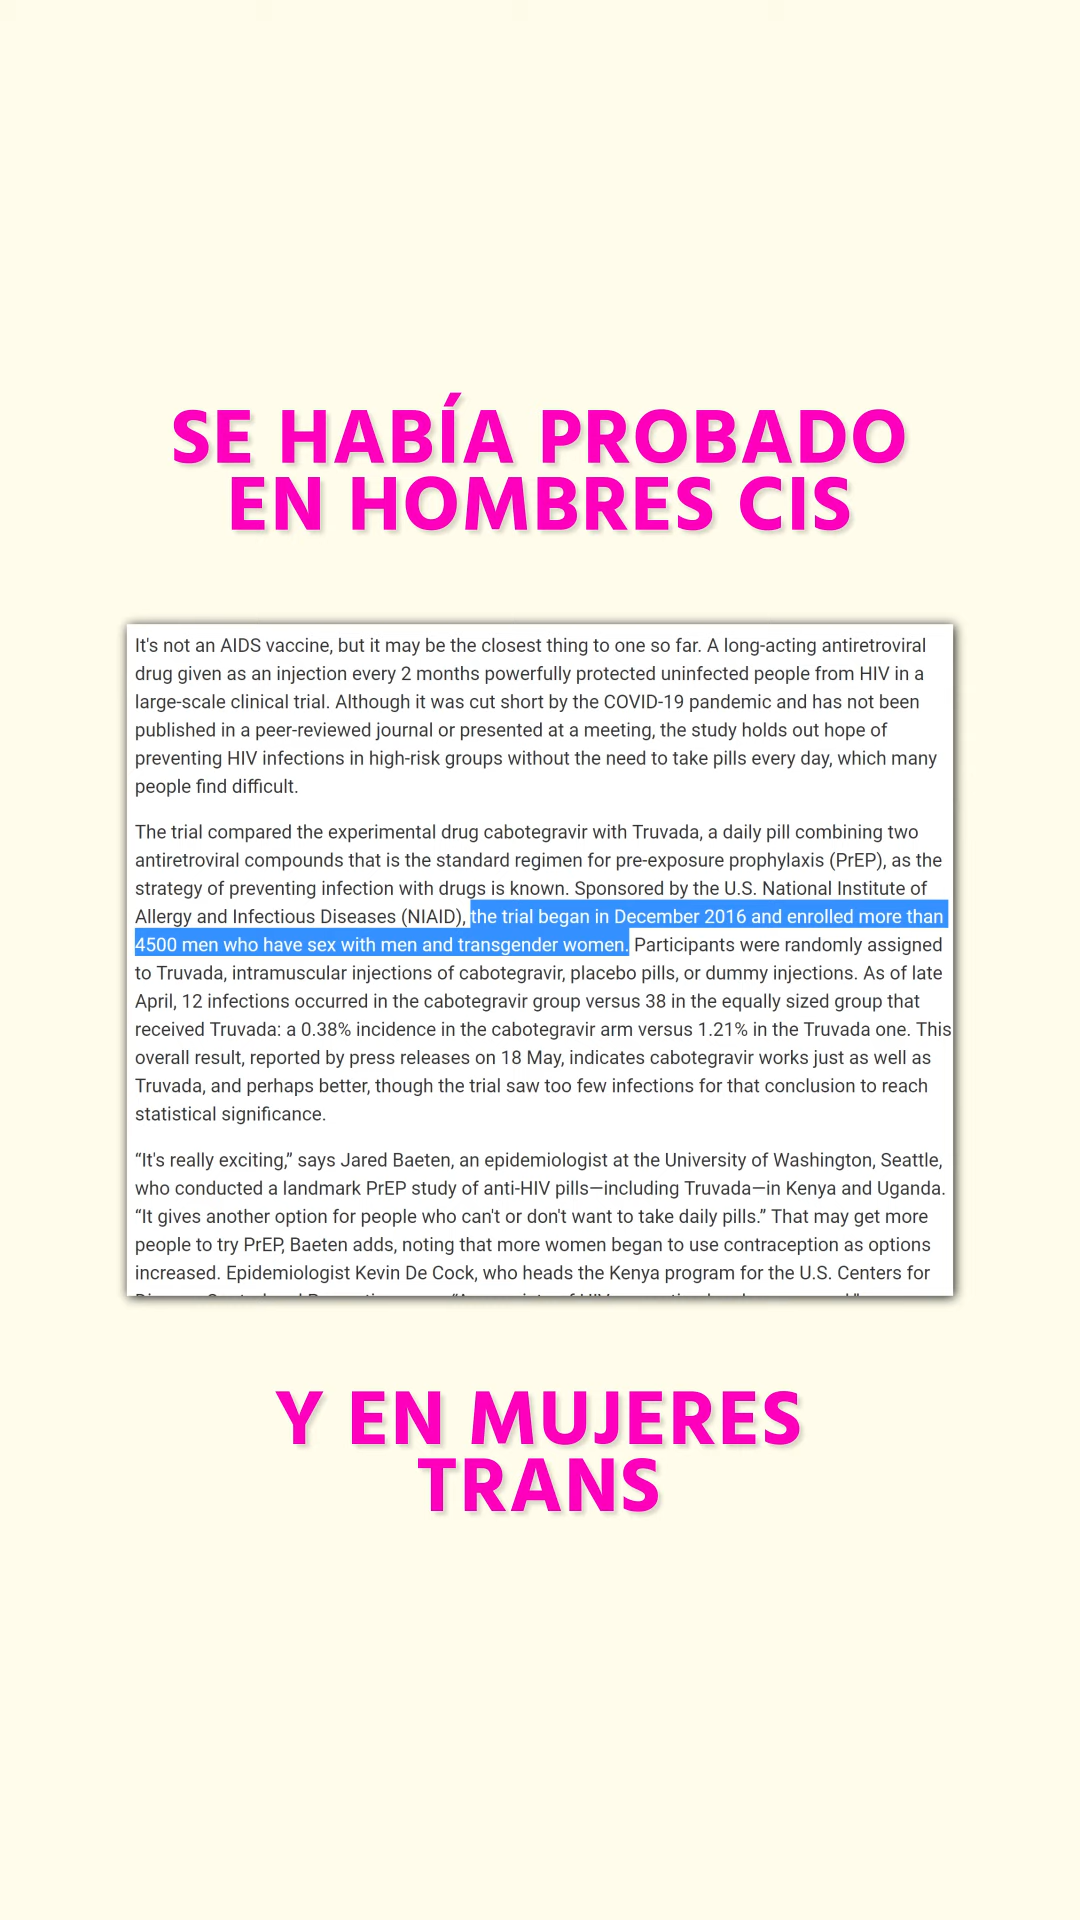 SE HABÍA PROBADO
EN HOMBRES CIS
It's not an AIDS vaccine, but it may be the closest thing to one so far. A long-acting antiretroviral
drug given as an injection every 2 months powerfully protected uninfected people from HIV in a
large-scale clinical trial. Although it was cut short by the COVID-19 pandemic and has not been
published in a peer-reviewed journal or presented at a meeting, the study holds out hope of
preventing HIV infections in high-risk groups without the need to take pills every day, which many
people find difficult.
The trial compared the experimental drug cabotegravir with Truvada, a daily pill combining two
antiretroviral compounds that is the standard regimen for pre-exposure prophylaxis (PrEP), as the
strategy of preventing infection with drugs is known. Sponsored by the U.S. National Institute of
Allergy and Infectious Diseases (NIAID), the trial began in December 2016 and enrolled more than
4500 men who have sex with men and transgender women. Participants were randomly assigned
to Truvada, intramuscular injections of cabotegravir, placebo pills, or dummy injections. As of late
April, 12 infections occurred in the cabotegravir group versus 38 in the equally sized group that
received Truvada: a 0.38% incidence in the cabotegravir arm versus 1.21% in the Truvada one. This
overall result, reported by press releases on 18 May, indicates cabotegravir works just as well as
Truvada, and perhaps better, though the trial saw too few infections for that conclusion to reach
statistical significance.
“It's really exciting,” says Jared Baeten, an epidemiologist at the University of Washington, Seattle,
who conducted a landmark PrEP study of anti-HIV pills—including Truvada—in Kenya and Uganda.
“It gives another option for people who can't or don't want to take daily pills.” That may get more
people to try PrEP, Baeten adds, noting that more women began to use contraception as options
increased. Epidemiologist Kevin De Cock, who heads the Kenya program for the U.S. Centers for
Y EN MUJERES
TRANS